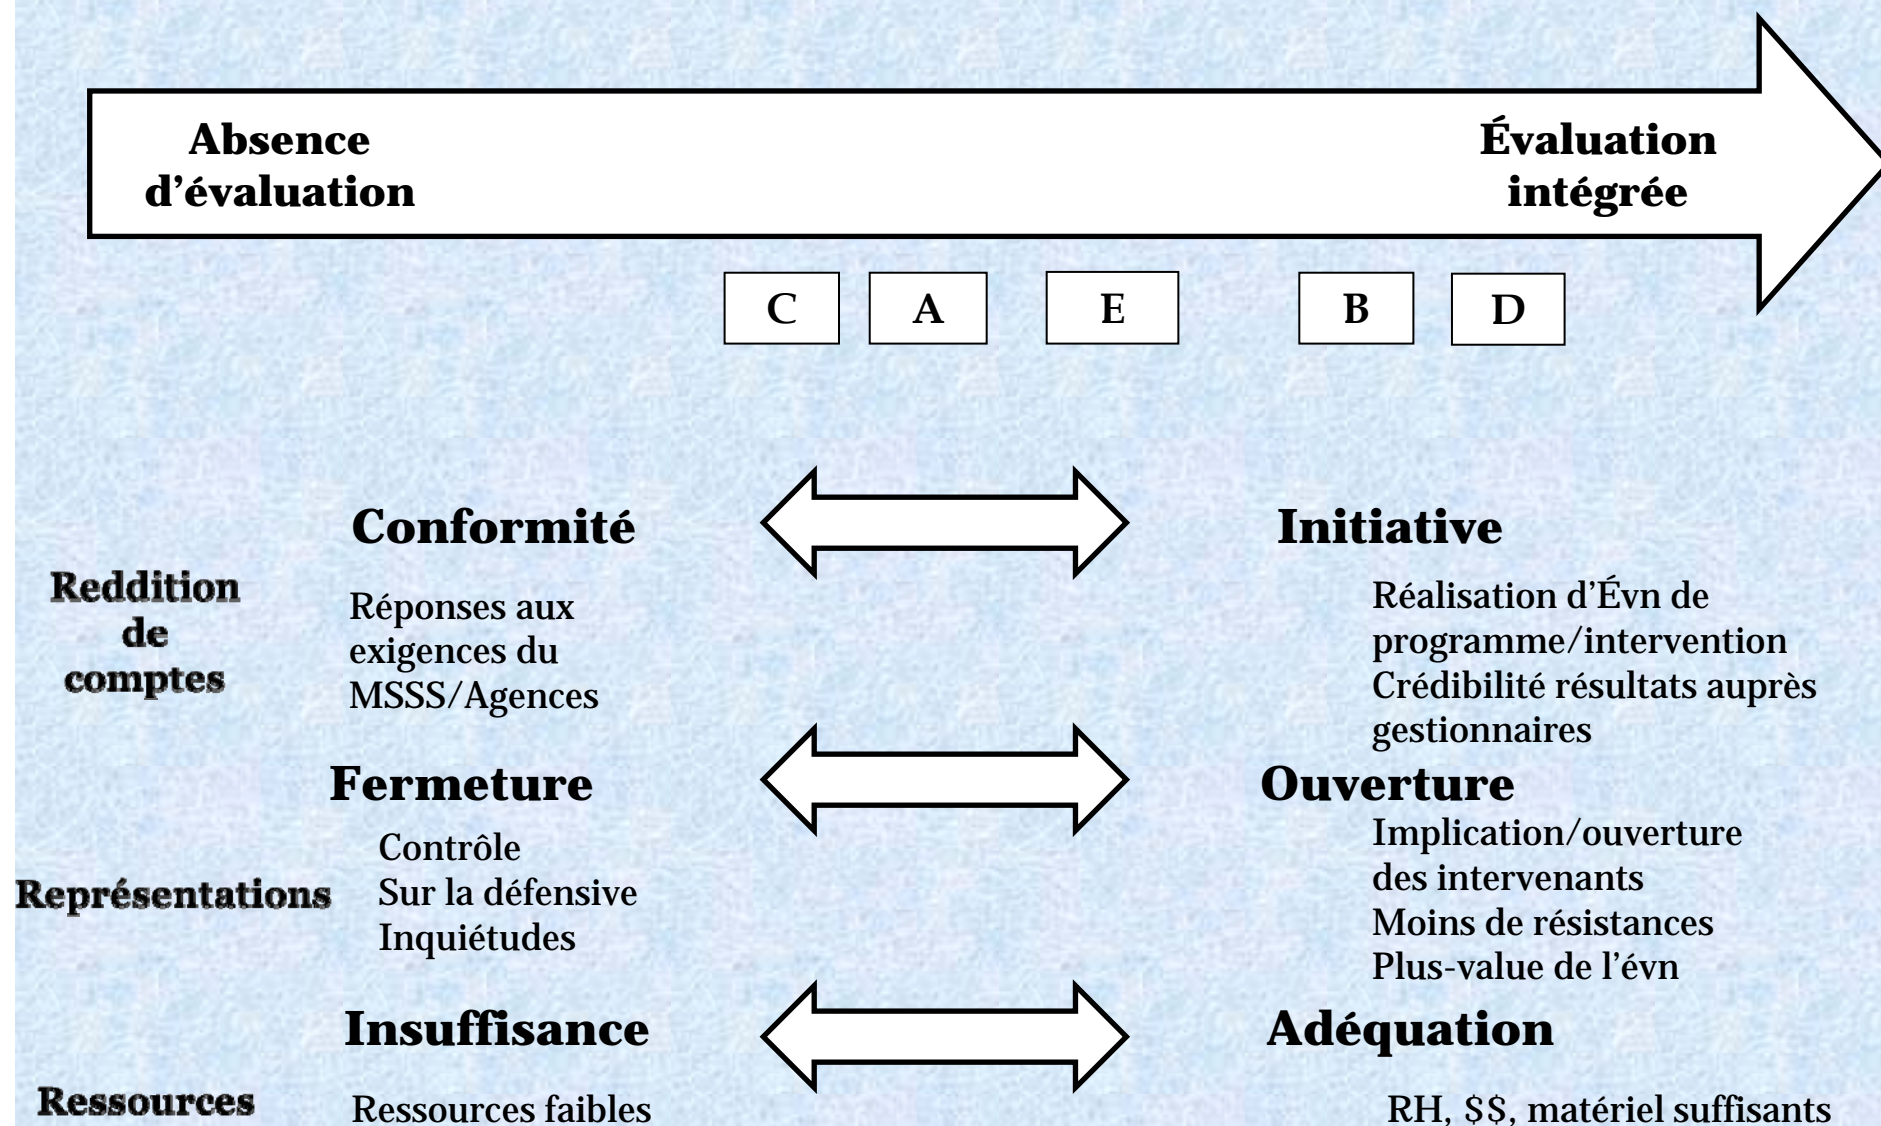 Absence
d'évaluation
Évaluation
intégrée
C A E B D
Conformité
Initiative
Reddition
de
comptes
Réponses aux
exigences du
MSSS/Agences
Réalisation d'Évn de
programme/intervention
Crédibilité résultats auprès
gestionnaires
Fermeture
Ouverture
Représentations
Contrôle
Sur la défensive
Inquiétudes
Implication/ouverture
des intervenants
Moins de résistances
Plus-value de l'évn
Insuffisance
Adéquation
Ressources
Ressources faibles
RH, $$, matériel suffisants